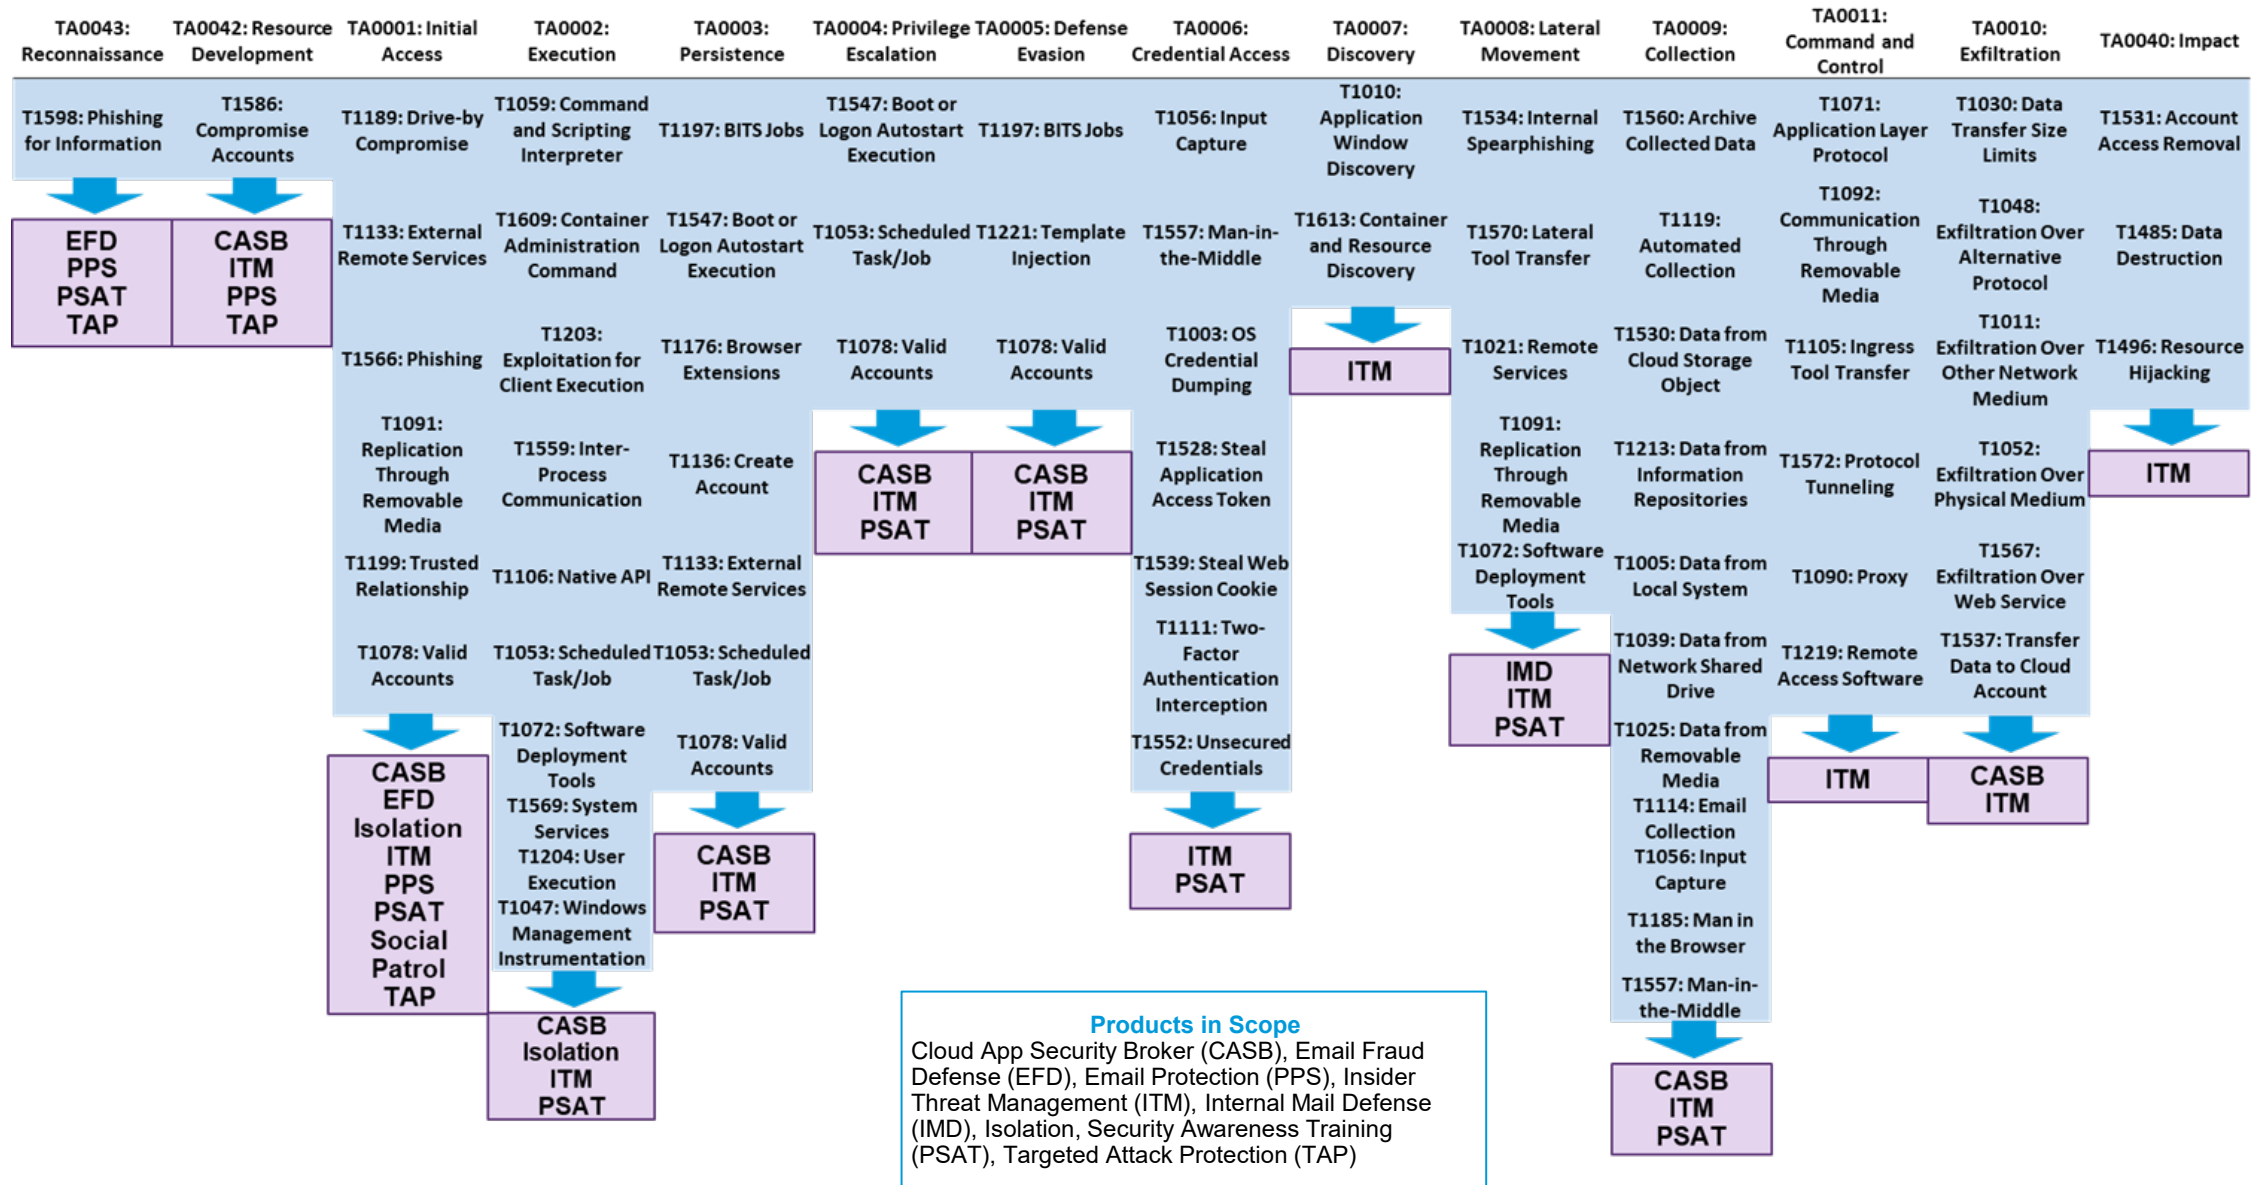 TA0043:
Reconnaissance
TA0042: Resource
Development
TA0001: Initial
Access
TA0002:
Execution
TA0003:
Persistence
TA0004: Privilege
Escalation
TA0005: Defense
Evasion
TA0006:
Credential Access
TA0007:
Discovery
TA0008: Lateral
Movement
TA0009:
Collection
TA0011:
Command and
Control
TA0010:
Exfiltration
TA0040: Impact
T1598: Phishing
for Information
EFD
PPS
PSAT
TAP
T1586:
Compromise
Accounts
CASB
ITM
PPS
TAP
T1189: Drive-by
Compromise
T1133: External
Remote Services
T1566: Phishing
T1091:
Replication
Through
Removable
Media
T1199: Trusted
Relationship
T1078: Valid
Accounts
CASB
EFD
Isolation
ITM
PPS
PSAT
Social
Patrol
TAP
T1059: Command
and Scripting
Interpreter
T1609: Container
Administration
Command
T1203:
Exploitation for
Client Execution
T1559: Inter-
Process
Communication
T1106: Native API
T1053: Scheduled
Task/Job
T1072: Software
Deployment
Tools
T1569: System
Services
T1204: User
Execution
T1047: Windows
Management
Instrumentation
CASB
Isolation
ITM
PSAT
T1197: BITS Jobs
T1547: Boot or
Logon Autostart
Execution
T1176: Browser
Extensions
T1136: Create
Account
T1133: External
Remote Services
T1053: Scheduled
Task/Job
T1078: Valid
Accounts
CASB
ITM
PSAT
T1547: Boot or
Logon Autostart
Execution
T1053: Scheduled
Task/Job
T1078: Valid
Accounts
CASB
ITM
PSAT
T1197: BITS Jobs
T1221: Template
Injection
T1078: Valid
Accounts
CASB
ITM
PSAT
T1056: Input
Capture
T1557: Man-in-
the-Middle
T1003: OS
Credential
Dumping
T1528: Steal
Application
Access Token
T1539: Steal Web
Session Cookie
T1111: Two-
Factor
Authentication
Interception
T1552: Unsecured
Credentials
ITM
PSAT
T1010:
Application
Window
Discovery
T1613: Container
and Resource
Discovery
ITM
T1534: Internal
Spearphishing
T1570: Lateral
Tool Transfer
T1021: Remote
Services
T1091:
Replication
Through
Removable
Media
T1072: Software
Deployment
Tools
IMD
ITM
PSAT
T1560: Archive
Collected Data
T1119:
Automated
Collection
T1530: Data from
Cloud Storage
Object
T1213: Data from
Information
Repositories
T1005: Data from
Local System
T1039: Data from
Network Shared
Drive
T1025: Data from
Removable
Media
T1114: Email
Collection
T1056: Input
Capture
T1185: Man in
the Browser
T1557: Man-in-
the-Middle
CASB
ITM
PSAT
T1071:
Application Layer
Protocol
T1092:
Communication
Through
Removable
Media
T1105: Ingress
Tool Transfer
T1572: Protocol
Tunneling
T1090: Proxy
T1219: Remote
Access Software
ITM
T1030: Data
Transfer Size
Limits
T1048:
Exfiltration Over
Alternative
Protocol
T1011:
Exfiltration Over
Other Network
Medium
T1052:
Exfiltration Over
Physical Medium
T1567:
Exfiltration Over
Web Service
T1537: Transfer
Data to Cloud
Account
CASB
ITM
T1531: Account
Access Removal
T1485: Data
Destruction
T1496: Resource
Hijacking
ITM
Products in Scope
Cloud App Security Broker (CASB), Email Fraud
Defense (EFD), Email Protection (PPS), Insider
Threat Management (ITM), Internal Mail Defense
(IMD), Isolation, Security Awareness Training
(PSAT), Targeted Attack Protection (TAP)